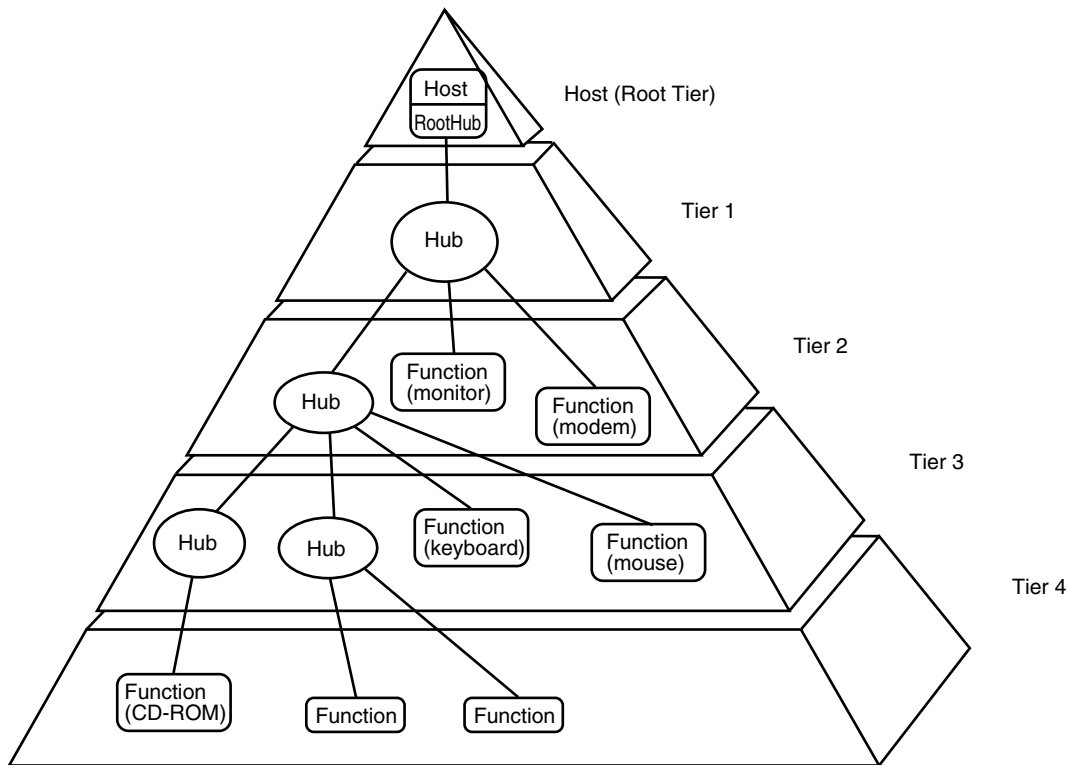 Host
RootHub
Host (Root Tier)
Hub
Tier 1
Hub
Function
(monitor)
Function
(modem)
Tier 2
Hub
Hub
Function
(keyboard)
Function
(mouse)
Tier 3
Function
(CD-ROM)
Function
Function
Tier 4